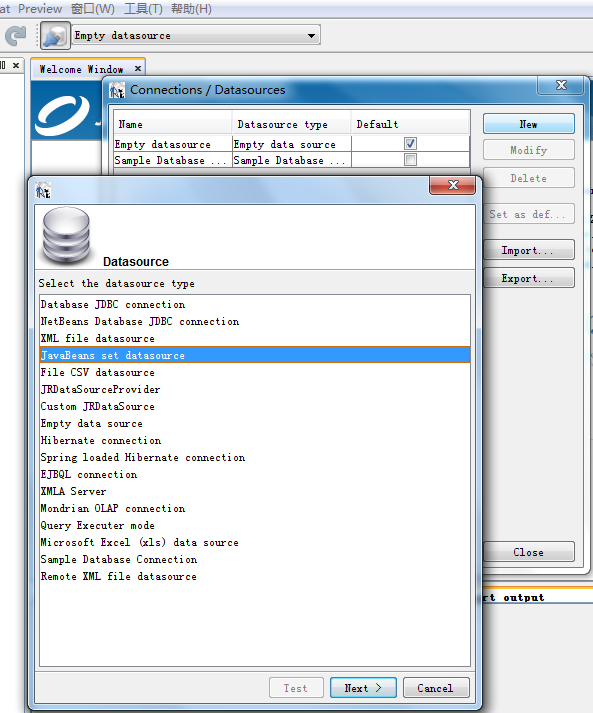 at Preview 窗口(W) 工具(T) 帮助(H)
Empty datasource
Welcome Window
Connections / Datasources
Name Datasource type Default
Empty datasource Empty data source
Sample Database ... Sample Database ...
New
Modify
Delete
Set as def...
Import...
Export...
Close
Datasource
Select the datasource type
Database JDBC connection
NetBeans Database JDBC connection
XML file datasource
JavaBeans set datasource
File CSV datasource
JRDataSourceProvider
Custom JRDataSource
Empty data source
Hibernate connection
Spring loaded Hibernate connection
EJBQL connection
XMLA Server
Mondrian OLAP connection
Query Executer mode
Microsoft Excel (xls) data source
Sample Database Connection
Remote XML file datasource
Test Next > Cancel
rt output